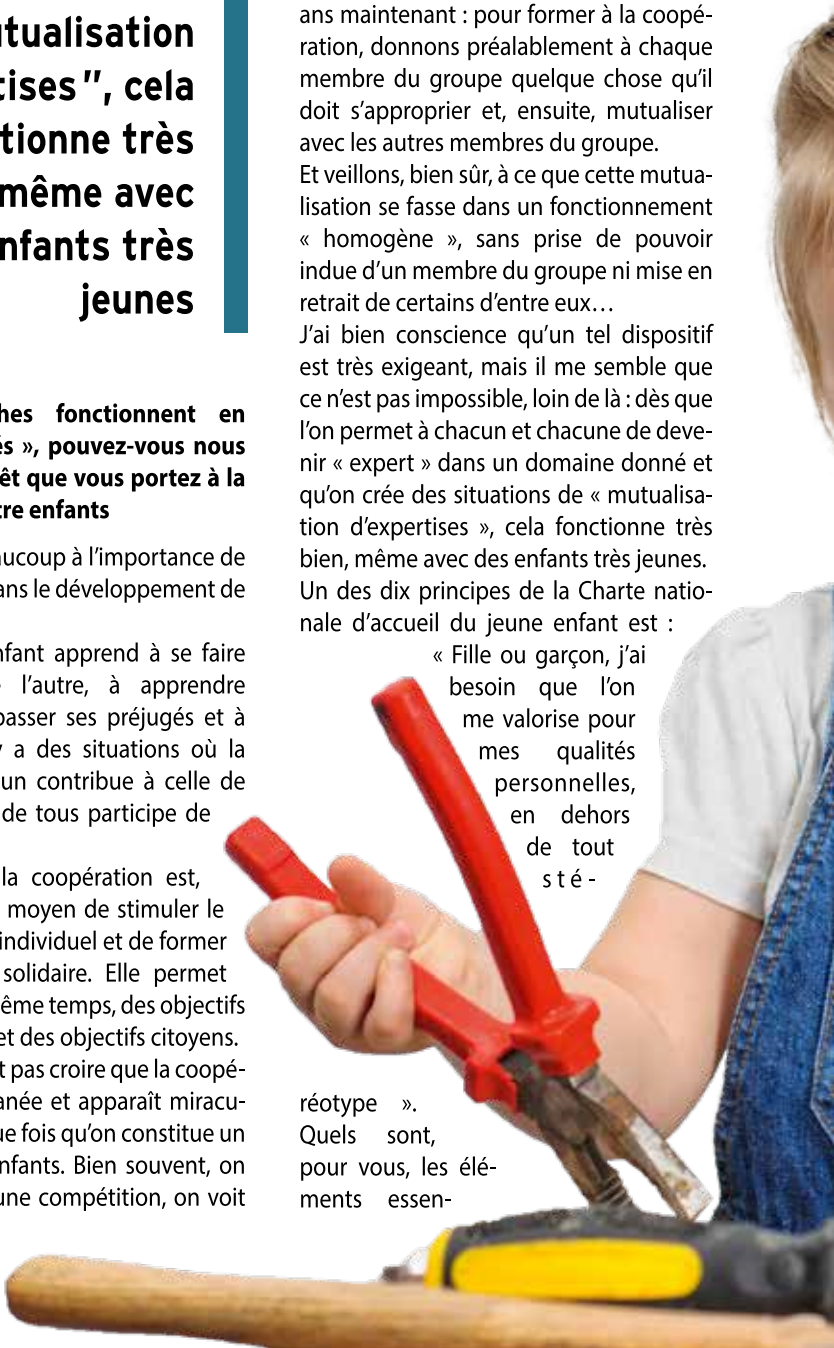 tualisation
tises ”, cela
tionne très
même avec
nfants très
jeunes
hes fonctionnent en
és », pouvez-vous nous
êt que vous portez à la
tre enfants
aucoup à l’importance de
ans le développement de
nfant apprend à se faire
l’autre, à apprendre
passer ses préjugés et à
y a des situations où la
un contribue à celle de
de tous participe de
la coopération est,
moyen de stimuler le
individuel et de former
solidaire. Elle permet
ême temps, des objectifs
et des objectifs citoyens.
t pas croire que la coopé-
anée et apparaît miracu-
ue fois qu’on constitue un
nfants. Bien souvent, on
une compétition, on voit
ans maintenant : pour former à la coopé-
ration, donnons préalablement à chaque
membre du groupe quelque chose qu’il
doit s’approprier et, ensuite, mutualiser
avec les autres membres du groupe.
Et veillons, bien sûr, à ce que cette mutua-
lisation se fasse dans un fonctionnement
« homogène », sans prise de pouvoir
indue d’un membre du groupe ni mise en
retrait de certains d’entre eux…
J’ai bien conscience qu’un tel dispositif
est très exigeant, mais il me semble que
ce n’est pas impossible, loin de là : dès que
l’on permet à chacun et chacune de deve-
nir « expert » dans un domaine donné et
qu’on crée des situations de « mutualisa-
tion d’expertises », cela fonctionne très
bien, même avec des enfants très jeunes.
Un des dix principes de la Charte natio-
nale d’accueil du jeune enfant est :
« Fille ou garçon, j’ai
besoin que l’on
me valorise pour
mes qualités
personnelles,
en dehors
de tout
sté-
réotype ».
Quels sont,
pour vous, les élé-
ments essen-